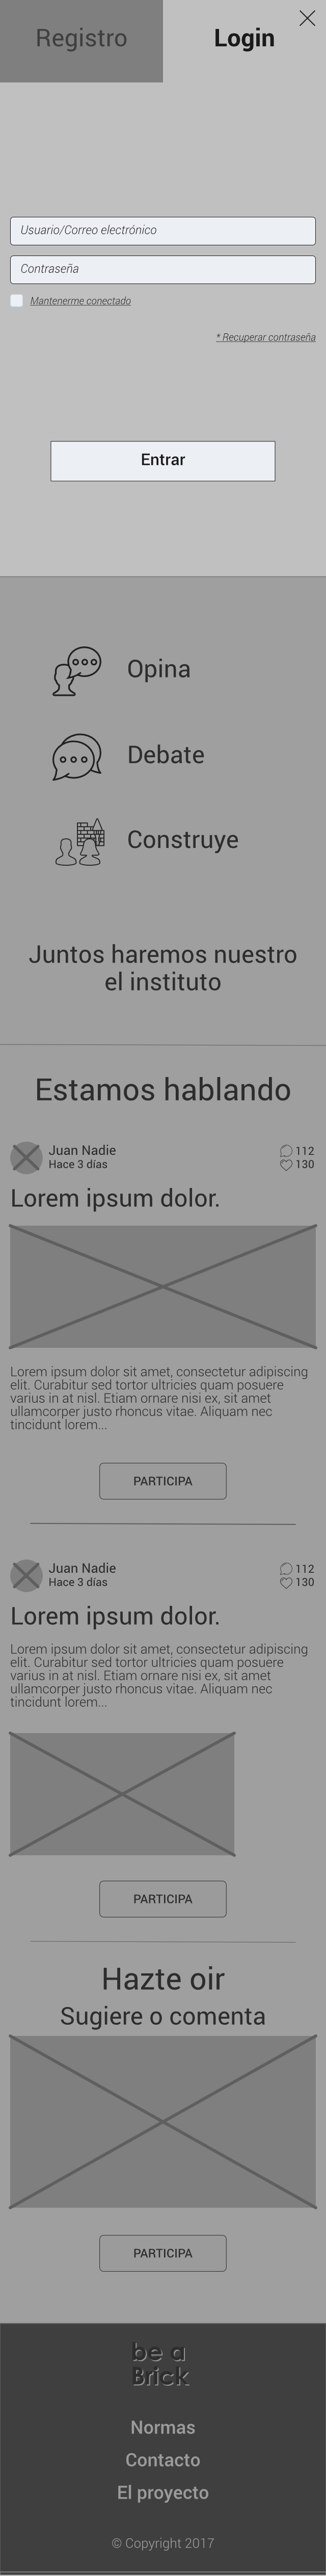 Registro
Login
Usuario/Correo electrónico
Contraseña
Mantenerme conectado
* Recuperar contraseña
Entrar
Opina
Debate
Construye
Juntos haremos nuestro
el instituto
Estamos hablando
Juan Nadie
Hace 3 días
112
130
Lorem ipsum dolor.
Lorem ipsum dolor sit amet, consectetur adipiscing
elit. Curabitur sed tortor ultricies quam posuere
varius in at nisl. Etiam ornare nisi ex, sit amet
ullamcorper justo rhoncus vitae. Aliquam nec
tincidunt lorem...
PARTICIPA
Juan Nadie
Hace 3 días
112
130
Lorem ipsum dolor.
Lorem ipsum dolor sit amet, consectetur adipiscing
elit. Curabitur sed tortor ultricies quam posuere
varius in at nisl. Etiam ornare nisi ex, sit amet
ullamcorper justo rhoncus vitae. Aliquam nec
tincidunt lorem...
PARTICIPA
Hazte oir
Sugiere o comenta
PARTICIPA
be a
Brick
Normas
Contacto
El proyecto
© Copyright 2017